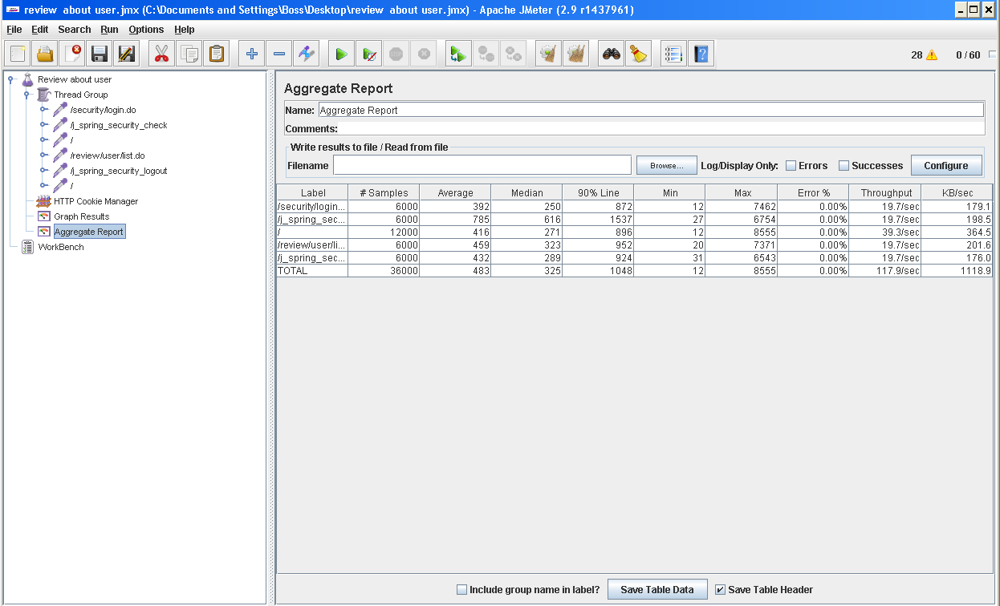 review about user.jmx (C:\Documents and Settings\Boss\Desktop\review about user.jmx) - Apache JMeter (2.9 r1437961)
File Edit Search Run Options Help
STOP
28 0 / 60
Review about user
Thread Group
/security/login.do
/j_spring_security_check
/
/review/user/list.do
/j_spring_security_logout
/
HTTP Cookie Manager
Graph Results
Aggregate Report
WorkBench
Aggregate Report
Name: Aggregate Report
Comments:
Write results to file / Read from file
Filename Browse... Log/Display Only: Errors Successes Configure
Label # Samples Average Median 90% Line Min Max Error % Throughput KB/sec
/security/login... 6000 392 250 872 12 7462 0.00% 19.7/sec 179.1
/j_spring_sec... 6000 785 616 1537 27 6754 0.00% 19.7/sec 198.5
/ 12000 416 271 896 12 8555 0.00% 39.3/sec 364.5
/review/user/li... 6000 459 323 952 20 7371 0.00% 19.7/sec 201.6
/j_spring_sec... 6000 432 289 924 31 6543 0.00% 19.7/sec 176.0
TOTAL 36000 483 325 1048 12 8555 0.00% 117.9/sec 1118.9
Include group name in label? Save Table Data Save Table Header